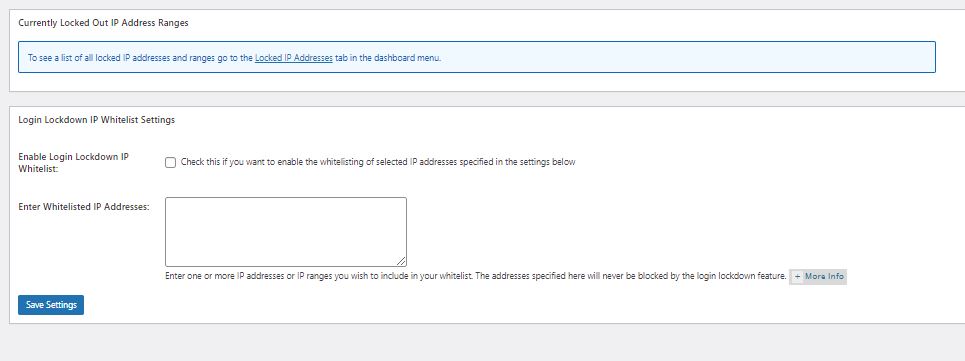 Currently Locked Out IP Address Ranges
To see a list of all locked IP addresses and ranges go to the Locked IP Addresses tab in the dashboard menu.
Login Lockdown IP Whitelist Settings
Enable Login Lockdown IP
Whitelist:
Check this if you want to enable the whitelisting of selected IP addresses specified in the settings below
Enter Whitelisted IP Addresses:
Enter one or more IP addresses or IP ranges you wish to include in your whitelist. The addresses specified here will never be blocked by the login lockdown feature. + More Info
Save Settings